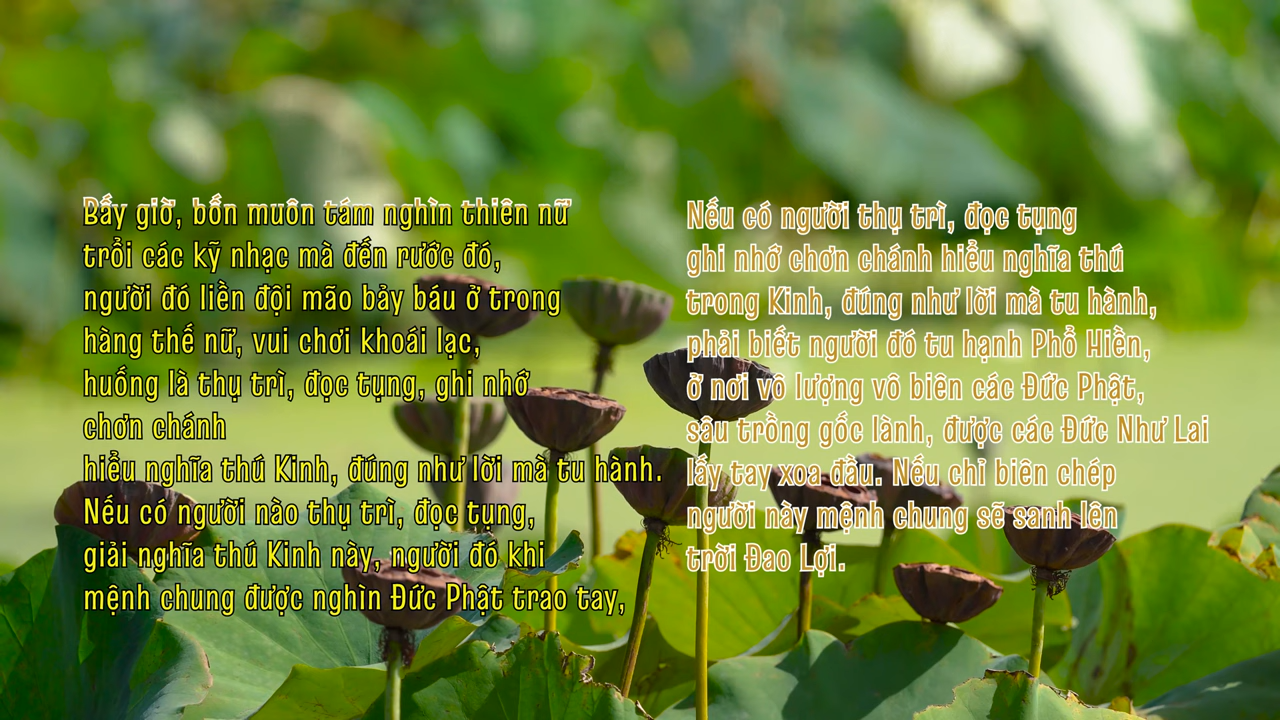 Bấy giờ, bốn muôn tám nghìn thiên nữ
trổi các kỹ nhạc mà đến rước đó,
người đó liền đội mão bảy báu ở trong
hàng thế nữ, vui chơi khoái lạc,
huống là thụ trì, đọc tụng, ghi nhớ
chơn chánh
hiểu nghĩa thú Kinh, đúng như lời mà tu hành.
Nếu có người nào thụ trì, đọc tụng,
giải nghĩa thú Kinh này, người đó khi
mệnh chung được nghìn Đức Phật trao tay,
Nếu có người thụ trì, đọc tụng
ghi nhớ chơn chánh hiểu nghĩa thú
trong Kinh, đúng như lời mà tu hành,
phải biết người đó tu hạnh Phổ Hiền,
ở nơi vô lượng vô biên các Đức Phật,
sâu trồng gốc lành, được các Đức Như Lai
lấy tay xoa đầu. Nếu chỉ biên chép
người này mệnh chung sẽ sanh lên
trời Đao Lợi.